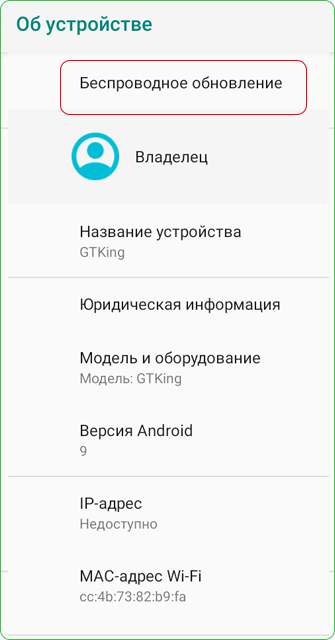 Об устройстве
Беспроводное обновление
Владелец
Название устройства
GTKing
Юридическая информация
Модель и оборудование
Модель: GTKing
Версия Android
9
IP-адрес
Недоступно
MAC-адрес Wi-Fi
cc:4b:73:82:b9:fa